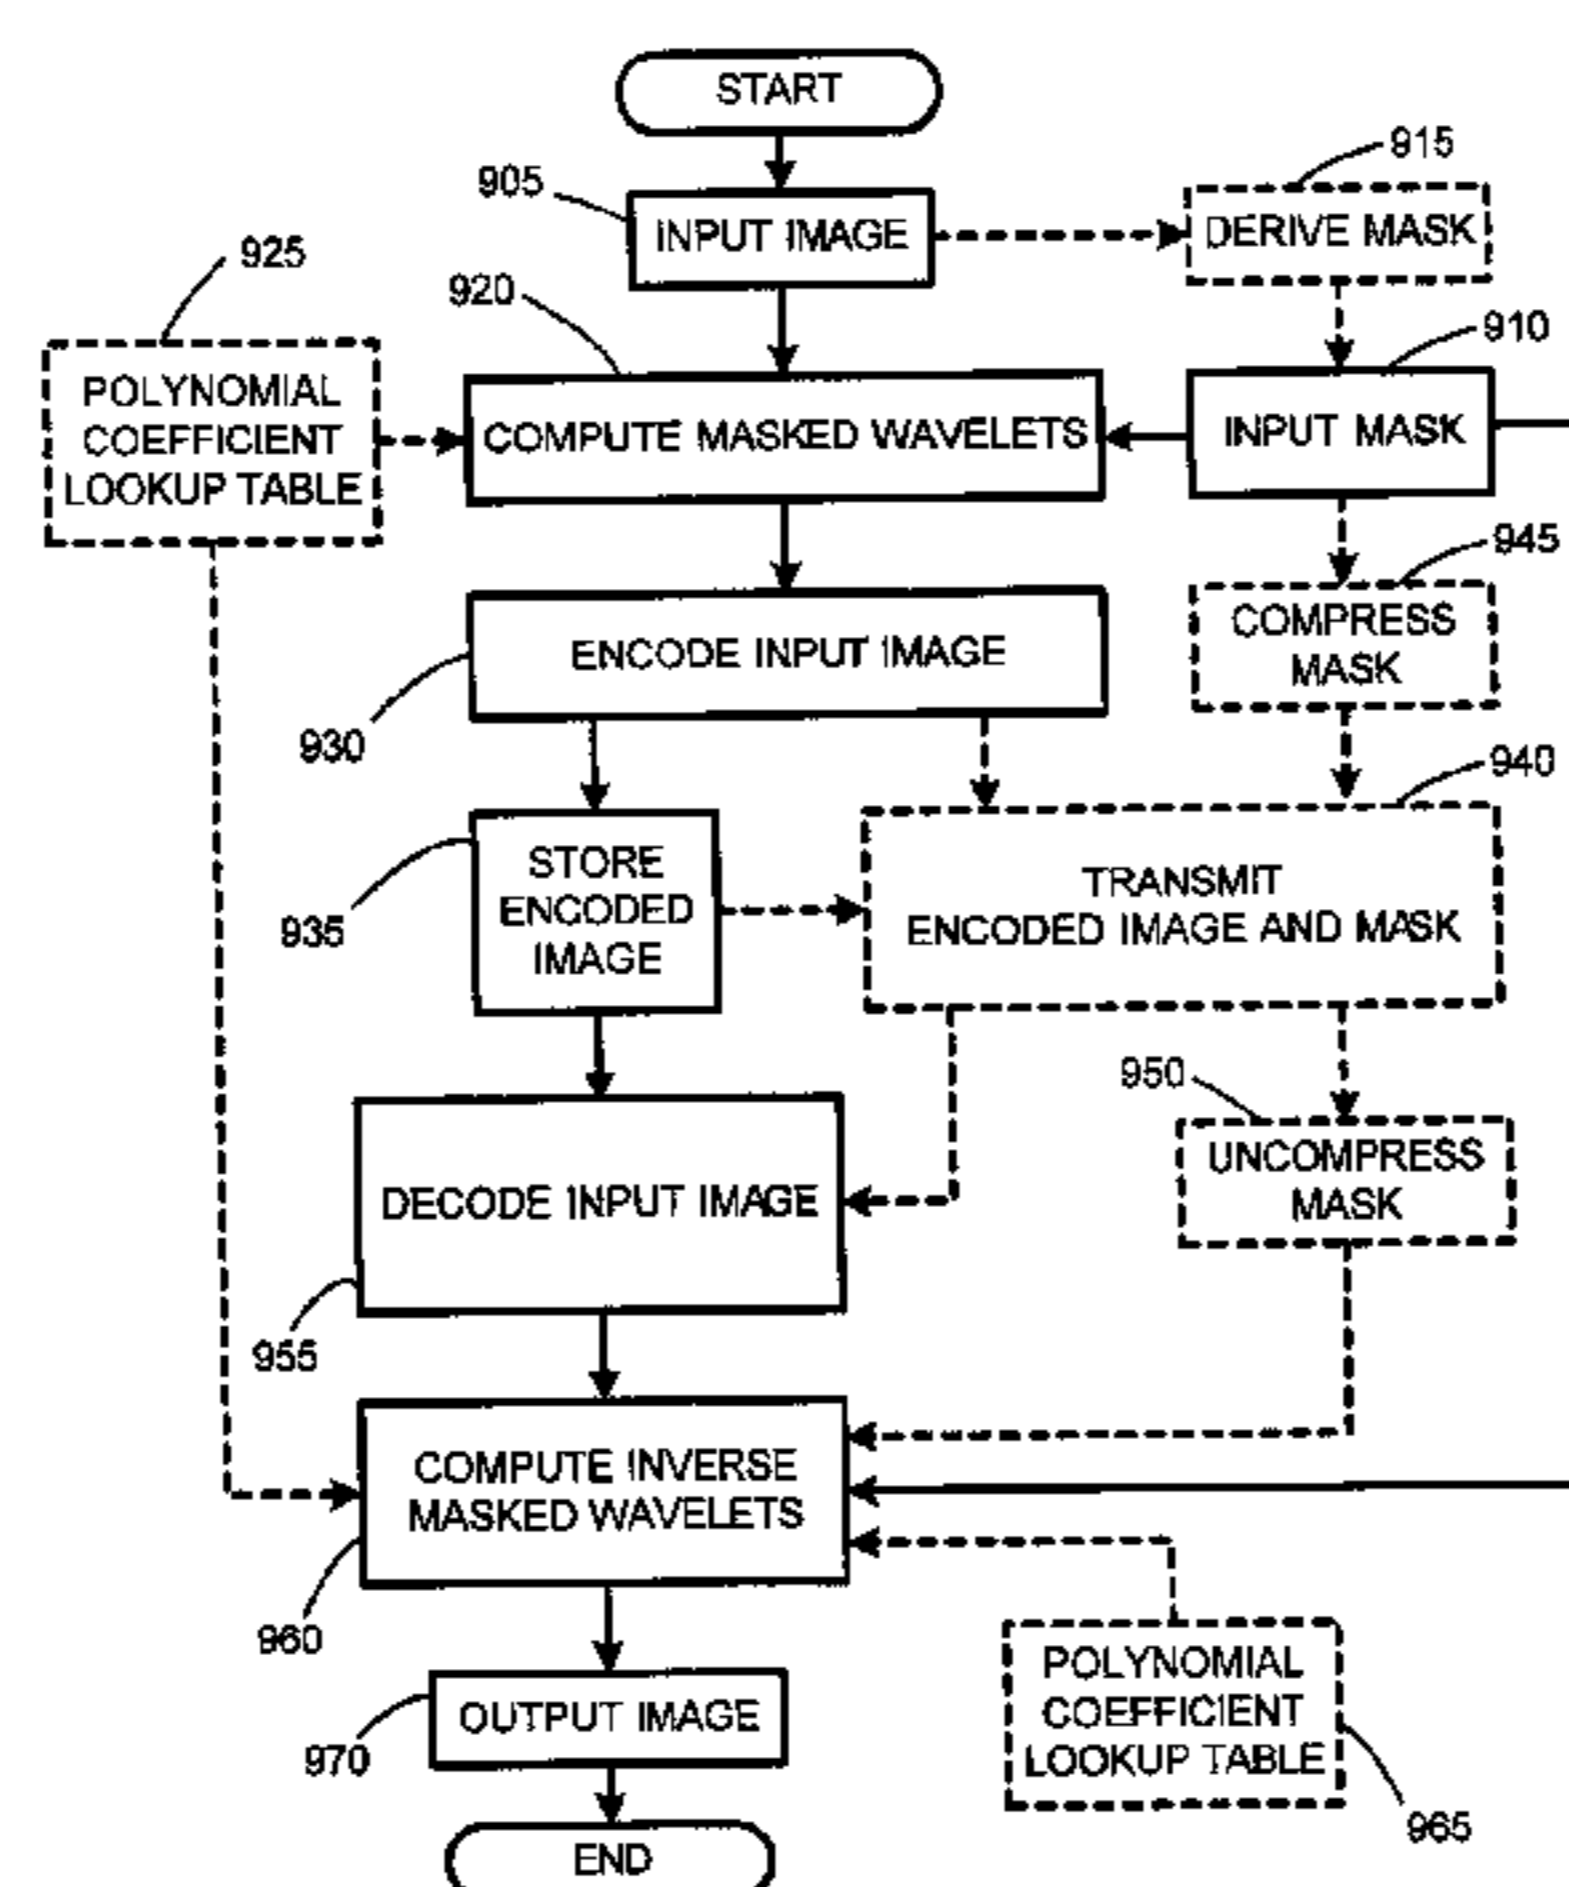 START
905
INPUT IMAGE
915
DERIVE MASK
925
POLYNOMIAL
COEFFICIENT
LOOKUP TABLE
920
COMPUTE MASKED WAVELETS
910
INPUT MASK
945
COMPRESS
MASK
ENCODE INPUT IMAGE
930
940
TRANSMIT
ENCODED IMAGE AND MASK
STORE
ENCODED
IMAGE
935
950
UNCOMPRESS
MASK
DECODE INPUT IMAGE
955
COMPUTE INVERSE
MASKED WAVELETS
960
POLYNOMIAL
COEFFICIENT
LOOKUP TABLE
965
OUTPUT IMAGE
970
END